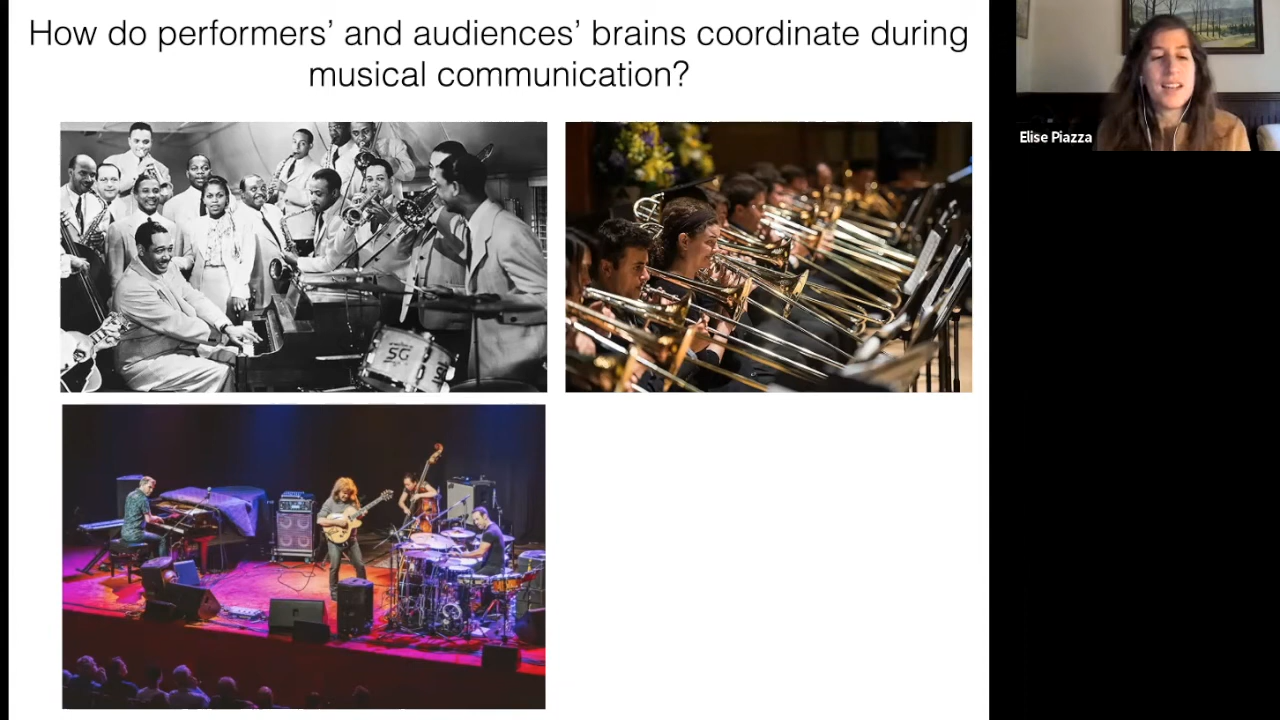 How do performers’ and audiences’ brains coordinate during
musical communication?
Elise Piazza
SG